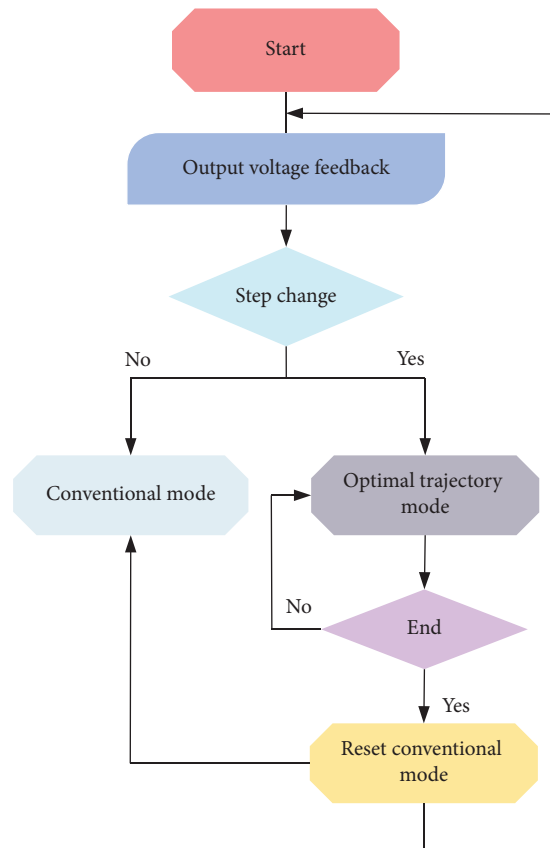 Start
Output voltage feedback
Step change
No
Yes
Conventional mode
Optimal trajectory
mode
No
End
Yes
Reset conventional
mode